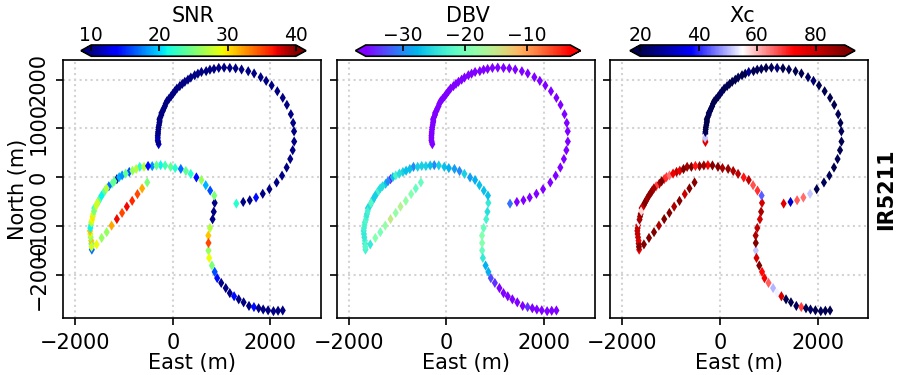 SNR DBV Xc
10 20 30 40 −30 −20 −10 20 40 60 80
2000
1000
0
−1000
−2000
North (m)
−2000 0 2000 −2000 0 2000 −2000 0 2000
East (m) East (m) East (m)
IR5211